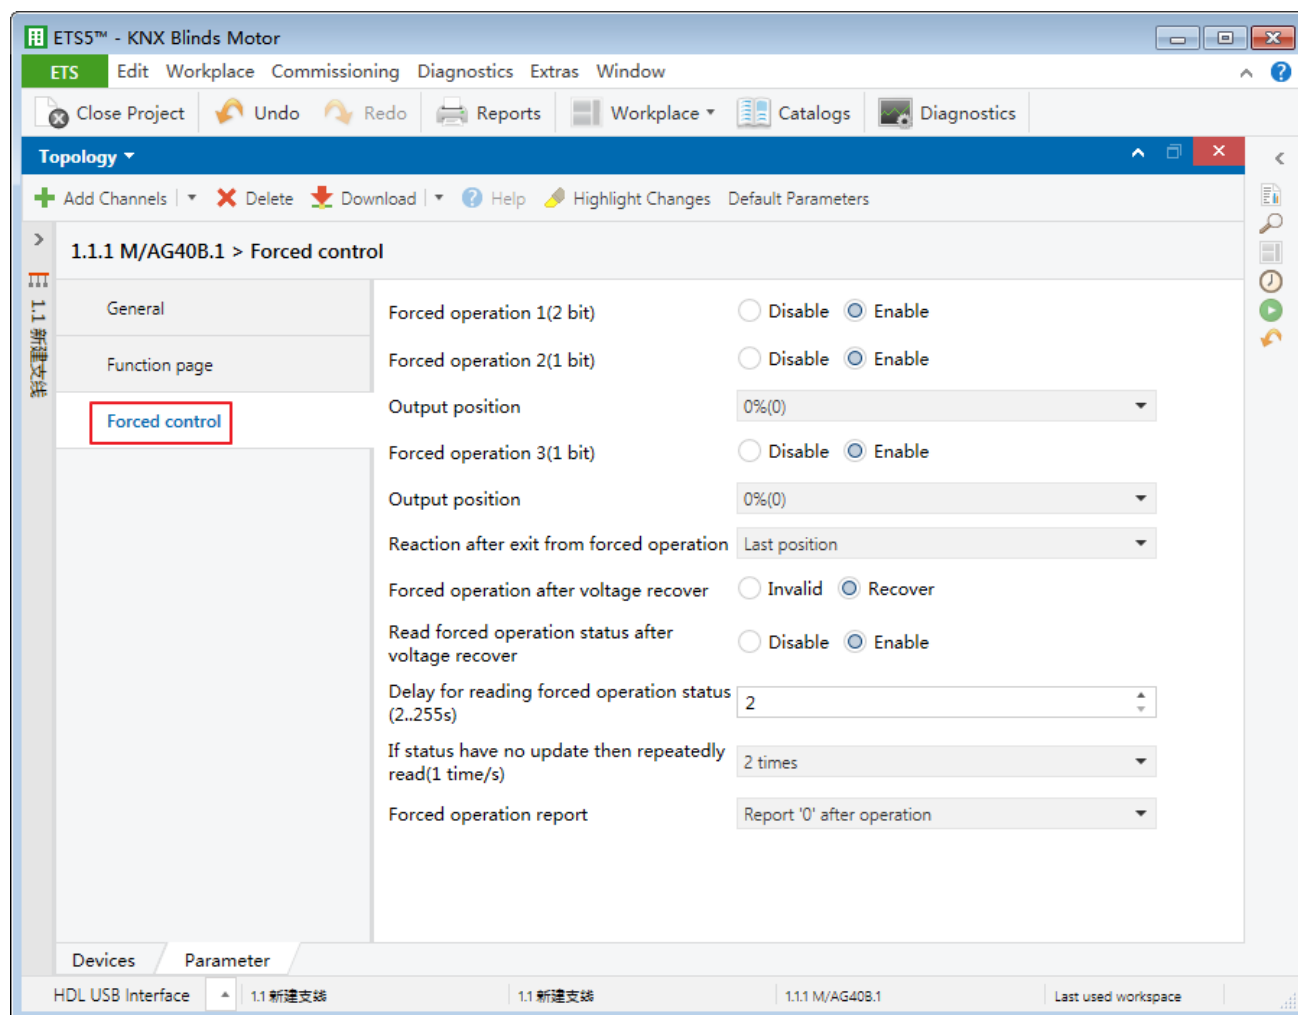 ETS5™ - KNX Blinds Motor
ETS Edit Workplace Commissioning Diagnostics Extras Window
Close Project Undo Redo Reports Workplace Catalogs Diagnostics
Topology
Add Channels Delete Download Help Highlight Changes Default Parameters
1.1.1 M/AG40B.1 > Forced control
1.1 新建支线
General
Function page
Forced control
Forced operation 1(2 bit) Disable Enable
Forced operation 2(1 bit) Disable Enable
Output position 0%(0)
Forced operation 3(1 bit) Disable Enable
Output position 0%(0)
Reaction after exit from forced operation Last position
Forced operation after voltage recover Invalid Recover
Read forced operation status after
voltage recover Disable Enable
Delay for reading forced operation status
(2..255s) 2
If status have no update then repeatedly
read(1 time/s) 2 times
Forced operation report Report '0' after operation
Devices Parameter
HDL USB Interface 1.1 新建支线 1.1 新建支线 1.1.1 M/AG40B.1 Last used workspace